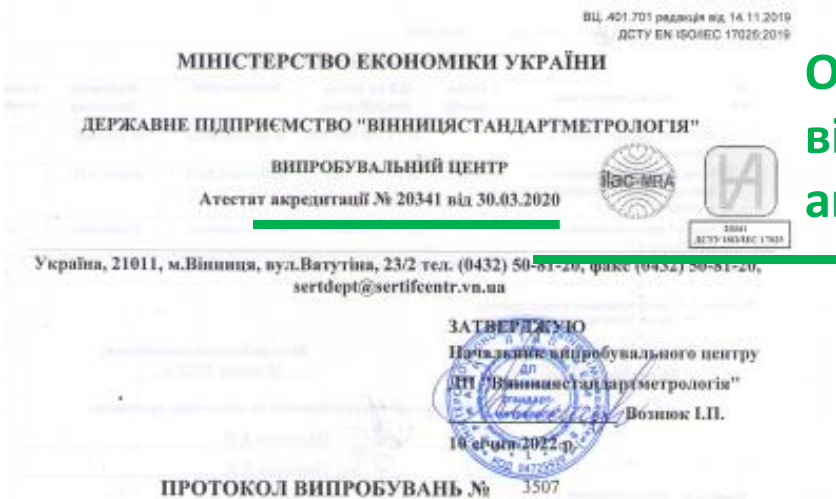 ВЦ. 401.701 редакція від 14.11.2019
ДСТУ EN ISO/IEC 17025:2019
МІНІСТЕРСТВО ЕКОНОМІКИ УКРАЇНИ
ДЕРЖАВНЕ ПІДПРИЄМСТВО "ВІННИЦЯСТАНДАРТМЕТРОЛОГІЯ"
ВИПРОБУВАЛЬНИЙ ЦЕНТР
Атестат акредитації № 20341 від 30.03.2020
ilac-MRA
20341
ДСТУ ISO/IEC 17025
Україна, 21011, м.Вінниця, вул.Ватутіна, 23/2 тел. (0432) 50-81-20, факс (0432) 50-81-20,
sertdept@sertifcentr.vn.ua
ЗАТВЕРДЖУЮ
Начальник випробувального центру
ДП "Вінницястандартметрологія"
Вознюк І.П.
10 січня 2022 р.
ПРОТОКОЛ ВИПРОБУВАНЬ № 3507